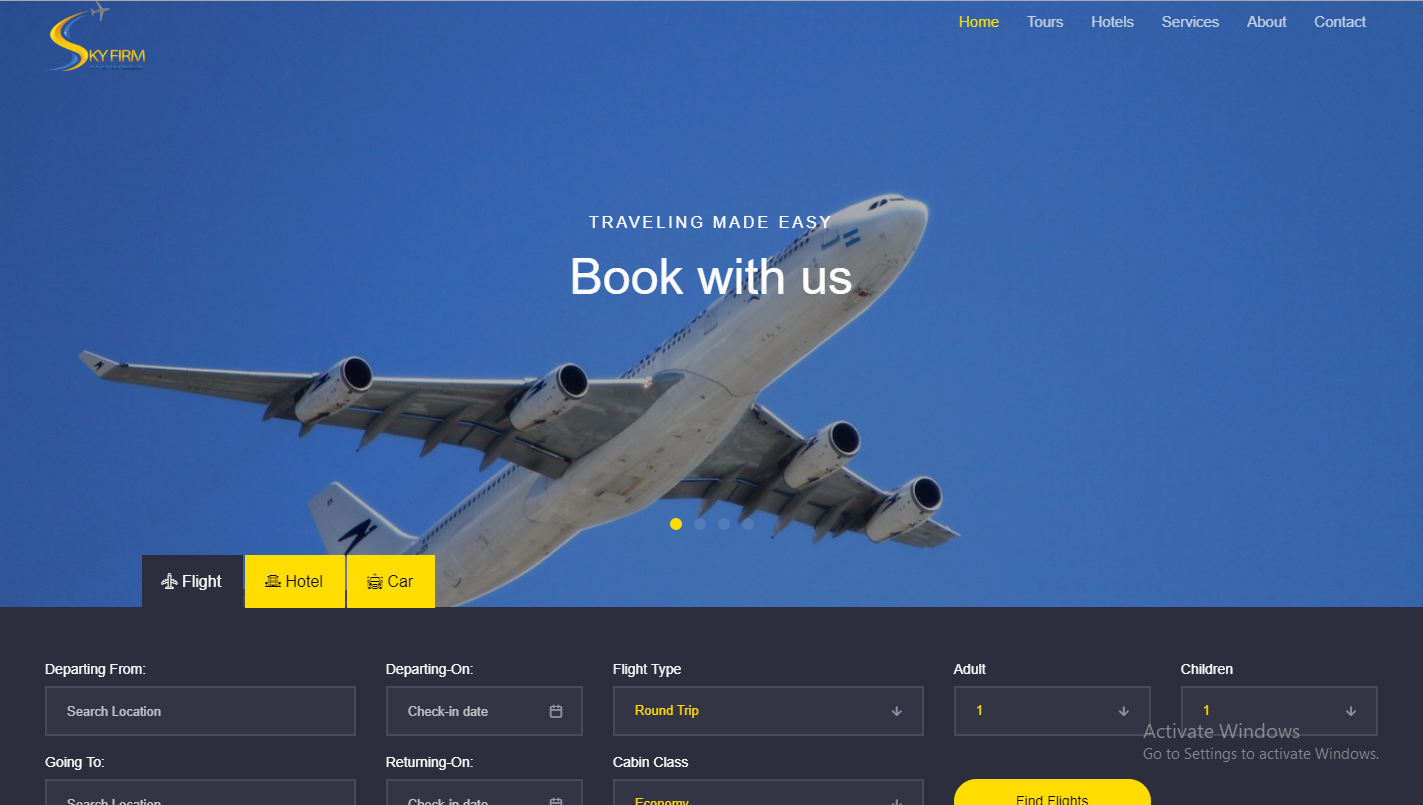 SKY FIRM
Home Tours Hotels Services About Contact
TRAVELING MADE EASY
Book with us
Flight Hotel Car
Departing From: Departing-On: Flight Type Adult Children
Search Location Check-in date Round Trip 1 1
Activate Windows
Go to Settings to activate Windows.
Going To: Returning-On: Cabin Class
Search Location Check-in date Economy Find Flights